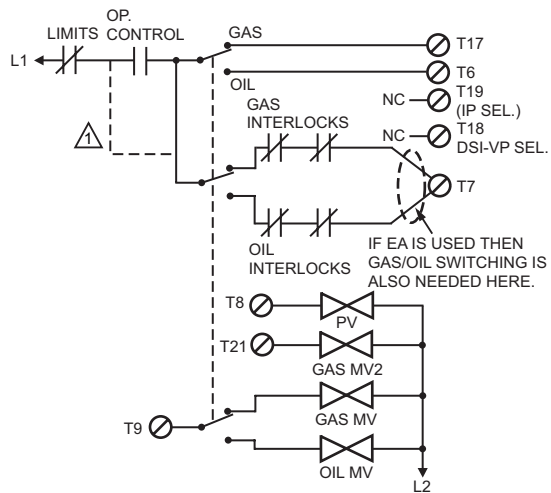 OP.
LIMITS CONTROL
L1
GAS
T17
OIL
T6
NC T19
(IP SEL.)
GAS
INTERLOCKS
NC T18
DSI-VP SEL.
1
T7
OIL
INTERLOCKS
IF EA IS USED THEN
GAS/OIL SWITCHING IS
ALSO NEEDED HERE.
T8
PV
T21
GAS MV2
T9
GAS MV
OIL MV
L2